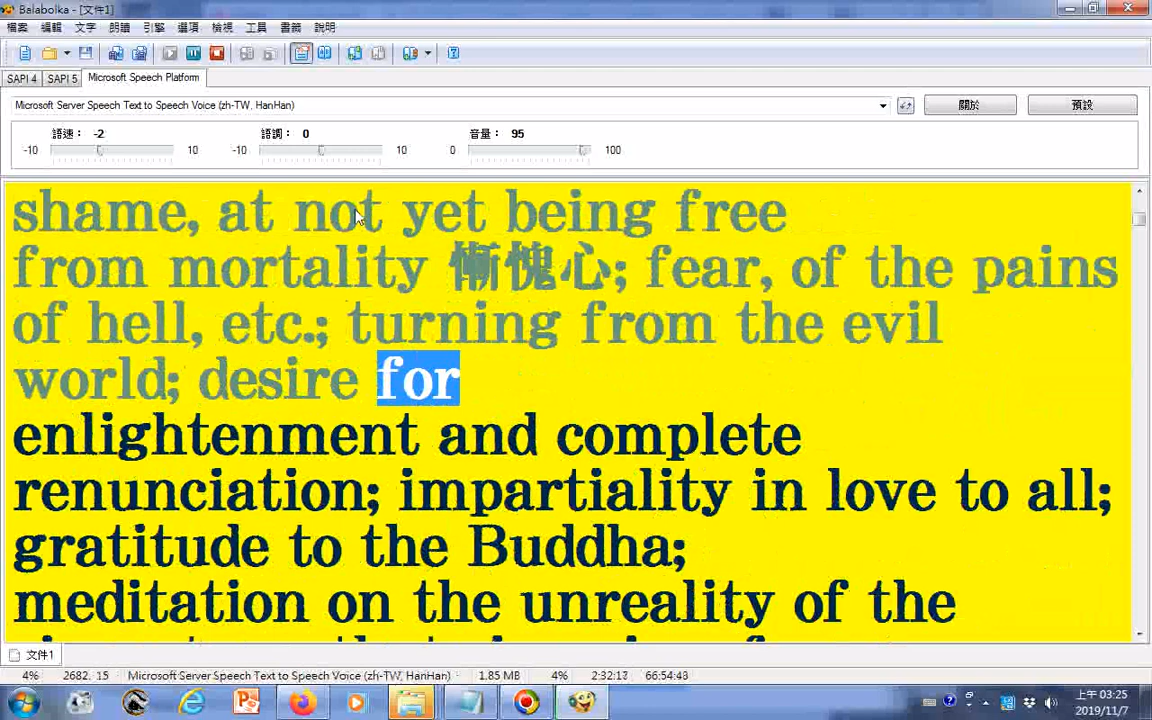 Balabolka - [文件1]
檔案 編輯 文字 朗讀 引擎 選項 檢視 工具 書籤 說明
SAPI 4 SAPI 5 Microsoft Speech Platform
Microsoft Server Speech Text to Speech Voice (zh-TW, HanHan) 關於 預設
語速： -2 語調： 0 音量： 95
-10 10 -10 10 0 100
shame, at not yet being free
from mortality 慚愧心; fear, of the pains
of hell, etc.; turning from the evil
world; desire for
enlightenment and complete
renunciation; impartiality in love to all;
gratitude to the Buddha;
meditation on the unreality of the
文件1
4% 2682, 15 Microsoft Server Speech Text to Speech Voice (zh-TW, HanHan) 1.85 MB 4% 2:32:13 66:54:43
上午 03:25
2019/11/7